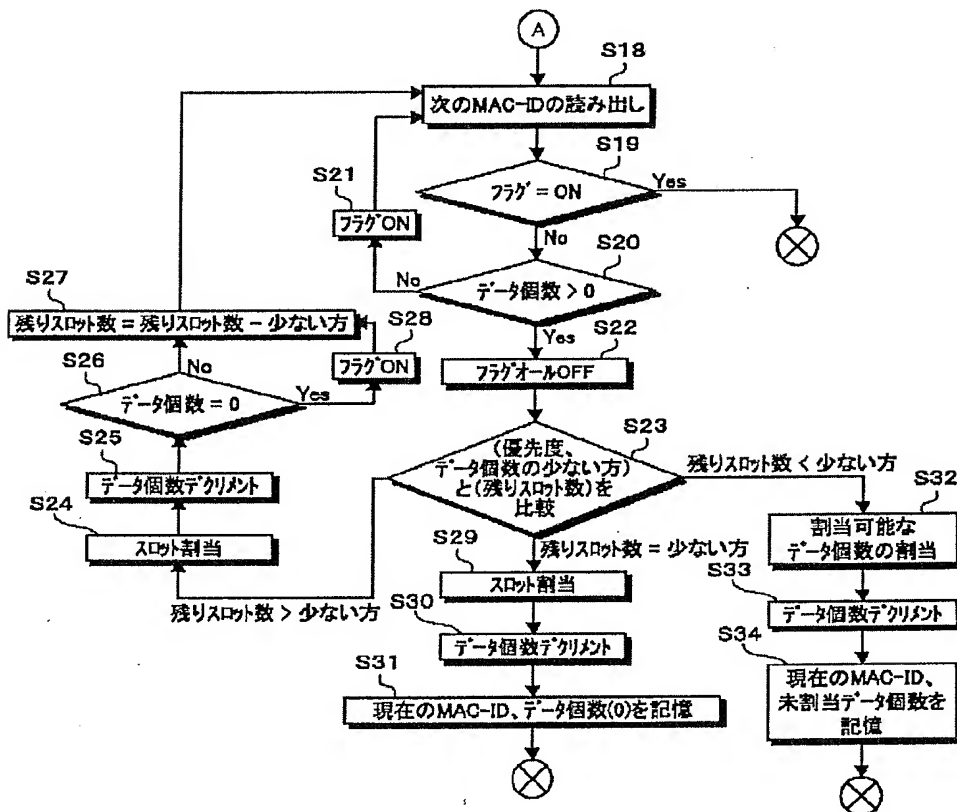 A
S18
次のMAC-IDの読み出し
S19
フラグ = ON
Yes
No
S21
フラグON
S20
データ個数 > 0
No
Yes
S22
フラグオールOFF
S27
残りスロット数 = 残りスロット数 - 少ない方
S28
フラグON
S26
No
データ個数 = 0
Yes
S25
データ個数デクリメント
S24
スロット割当
S23
(優先度、
データ個数の少ない方)
と(残りスロット数)を
比較
残りスロット数 < 少ない方
残りスロット数 = 少ない方
残りスロット数 > 少ない方
S29
スロット割当
S30
データ個数デクリメント
S31
現在のMAC-ID、データ個数(0)を記憶
S32
割当可能な
データ個数の割当
S33
データ個数デクリメント
S34
現在のMAC-ID、
未割当データ個数を
記憶